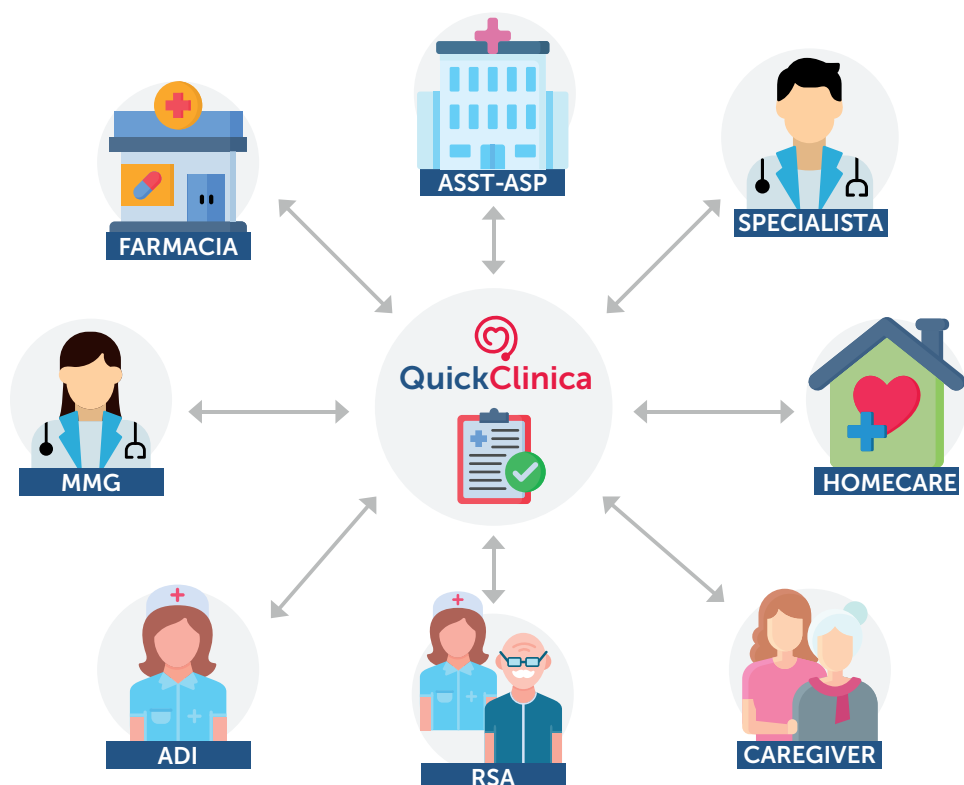 ASST-ASP
SPECIALISTA
FARMACIA
QuickClinica
MMG
HOMECARE
ADI
RSA
CAREGIVER